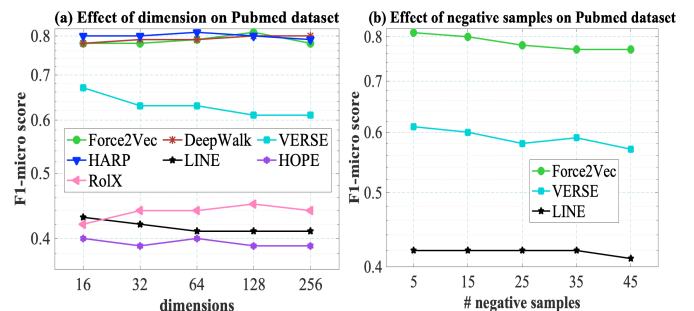 (a) Effect of dimension on Pubmed dataset
F1-micro score
0.8
0.7
0.6
0.5
0.4
Force2Vec DeepWalk VERSE
HARP LINE HOPE
RolX
16 32 64 128 256
dimensions
(b) Effect of negative samples on Pubmed dataset
F1-micro score
0.8
0.6
0.5
0.4
Force2Vec
VERSE
LINE
5 15 25 35 45
# negative samples